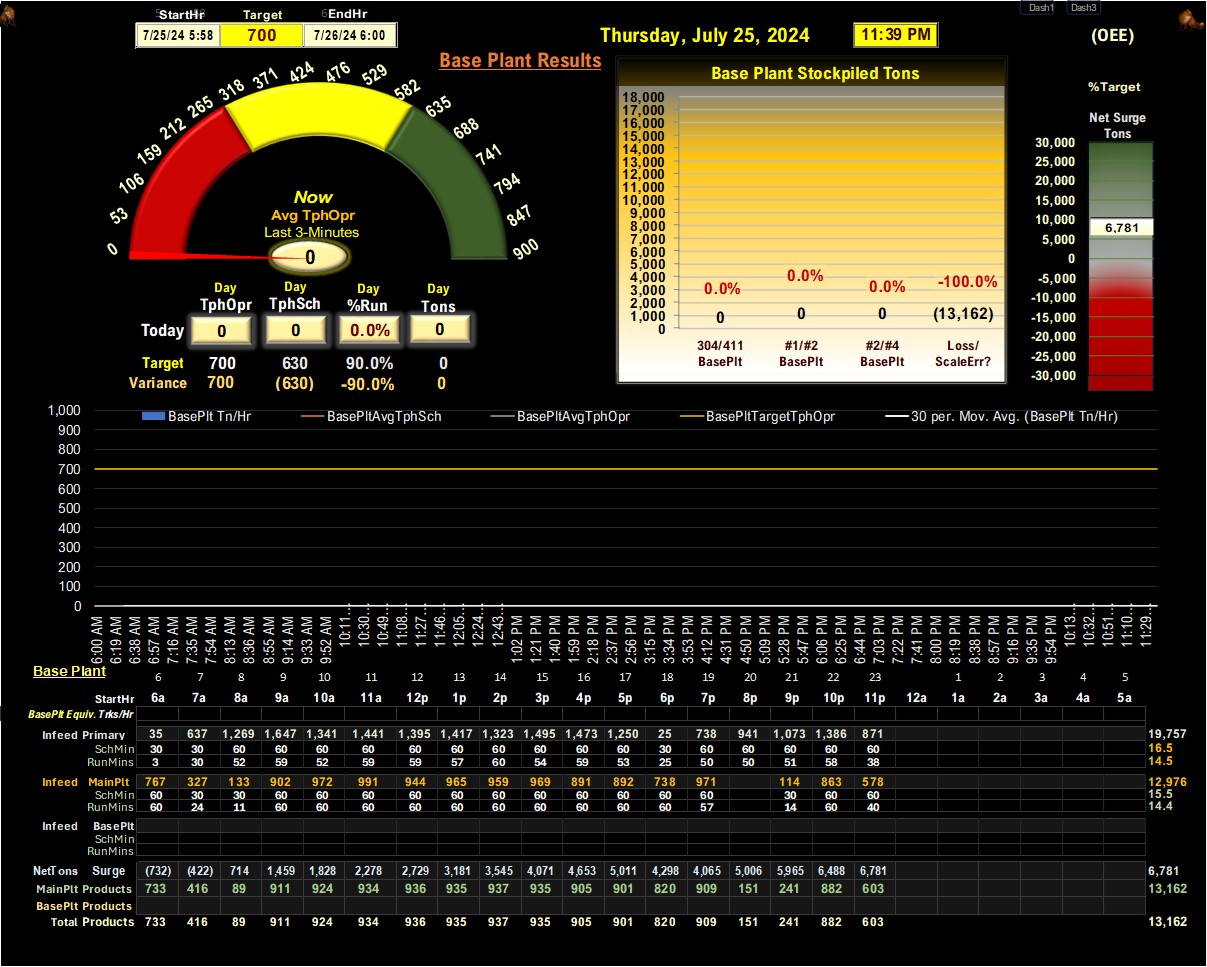 Dash1 Dash3
StartHr Target EndHr
7/25/24 5:58 700 7/26/24 6:00
Thursday, July 25, 2024 11:39 PM (OEE)
Base Plant Results
0 53 106 159 212 265 318 371 424 476 529 582 635 688 741 794 847 900
Now
Avg TphOpr
Last 3-Minutes
0
Day Day Day Day
TphOpr TphSch %Run Tons
Today 0 0 0.0% 0
Target 700 630 90.0% 0
Variance 700 (630) -90.0% 0
Base Plant Stockpiled Tons
18,000
17,000
16,000
15,000
14,000
13,000
12,000
11,000
10,000
9,000
8,000
7,000
6,000
5,000
4,000
3,000
2,000
1,000
0
0.0% 0.0% 0.0% -100.0%
0 0 0 (13,162)
304/411 #1/#2 #2/#4 Loss/
BasePlt BasePlt BasePlt ScaleErr?
%Target
Net Surge
Tons
30,000
25,000
20,000
15,000
10,000
6,781
5,000
0
-5,000
-10,000
-15,000
-20,000
-25,000
-30,000
BasePlt Tn/Hr BasePltAvgTphSch BasePltAvgTphOpr BasePltTargetTphOpr 30 per. Mov. Avg. (BasePlt Tn/Hr)
1,000
900
800
700
600
500
400
300
200
100
0
6:00 AM 6:19 AM 6:38 AM 6:57 AM 7:16 AM 7:35 AM 7:54 AM 8:13 AM 8:36 AM 8:55 AM 9:14 AM 9:33 AM 9:52 AM 10:11... 10:30... 10:49... 11:08... 11:27... 11:46... 12:05... 12:24... 12:43... 1:02 PM 1:21 PM 1:40 PM 1:59 PM 2:18 PM 2:37 PM 2:56 PM 3:15 PM 3:34 PM 3:53 PM 4:12 PM 4:31 PM 4:50 PM 5:09 PM 5:28 PM 5:47 PM 6:06 PM 6:25 PM 6:44 PM 7:03 PM 7:22 PM 7:41 PM 8:00 PM 8:19 PM 8:38 PM 8:57 PM 9:16 PM 9:35 PM 9:54 PM 10:13... 10:32... 10:51... 11:10... 11:29...
Base Plant
6 7 8 9 10 11 12 13 14 15 16 17 18 19 20 21 22 23 1 2 3 4 5
StartHr 6a 7a 8a 9a 10a 11a 12p 1p 2p 3p 4p 5p 6p 7p 8p 9p 10p 11p 12a 1a 2a 3a 4a 5a
BasePlt Equiv. Trks/Hr
Infeed Primary 35 637 1,269 1,647 1,341 1,441 1,395 1,417 1,323 1,495 1,473 1,250 25 738 941 1,073 1,386 871 19,757
SchMin 30 30 60 60 60 60 60 60 60 60 60 60 30 60 60 60 60 60 16.5
RunMins 3 30 52 59 52 59 59 57 60 54 59 53 25 50 50 51 58 38 14.5
Infeed MainPlt 767 327 133 902 972 991 944 965 959 969 891 892 738 971 114 863 578 12,976
SchMin 60 30 30 60 60 60 60 60 60 60 60 60 60 60 30 60 60 15.5
RunMins 60 24 11 60 60 60 60 60 60 60 60 60 60 57 14 60 40 14.4
Infeed BasePlt
SchMin
RunMins
NetTons Surge (732) (422) 714 1,459 1,828 2,278 2,729 3,181 3,545 4,071 4,653 5,011 4,298 4,065 5,006 5,965 6,488 6,781 6,781
MainPlt Products 733 416 89 911 924 934 936 935 937 935 905 901 820 909 151 241 882 603 13,162
BasePlt Products
Total Products 733 416 89 911 924 934 936 935 937 935 905 901 820 909 151 241 882 603 13,162